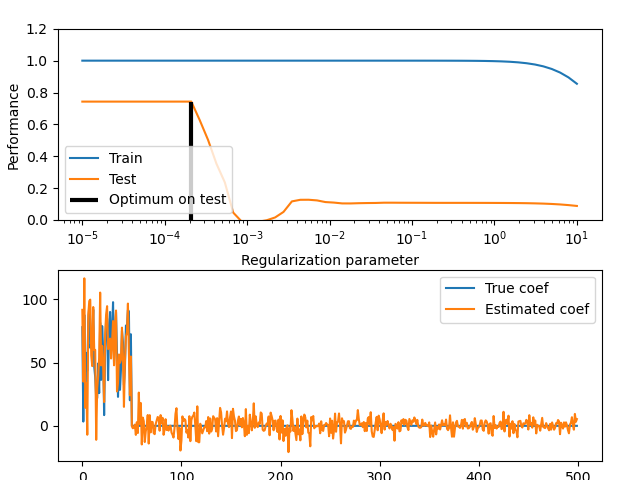 1.2
1.0
0.8
0.6
0.4
0.2
0.0
Performance
Train
Test
Optimum on test
10⁻⁵ 10⁻⁴ 10⁻³ 10⁻² 10⁻¹ 10⁰ 10¹
Regularization parameter
100
50
0
True coef
Estimated coef
0 100 200 300 400 500